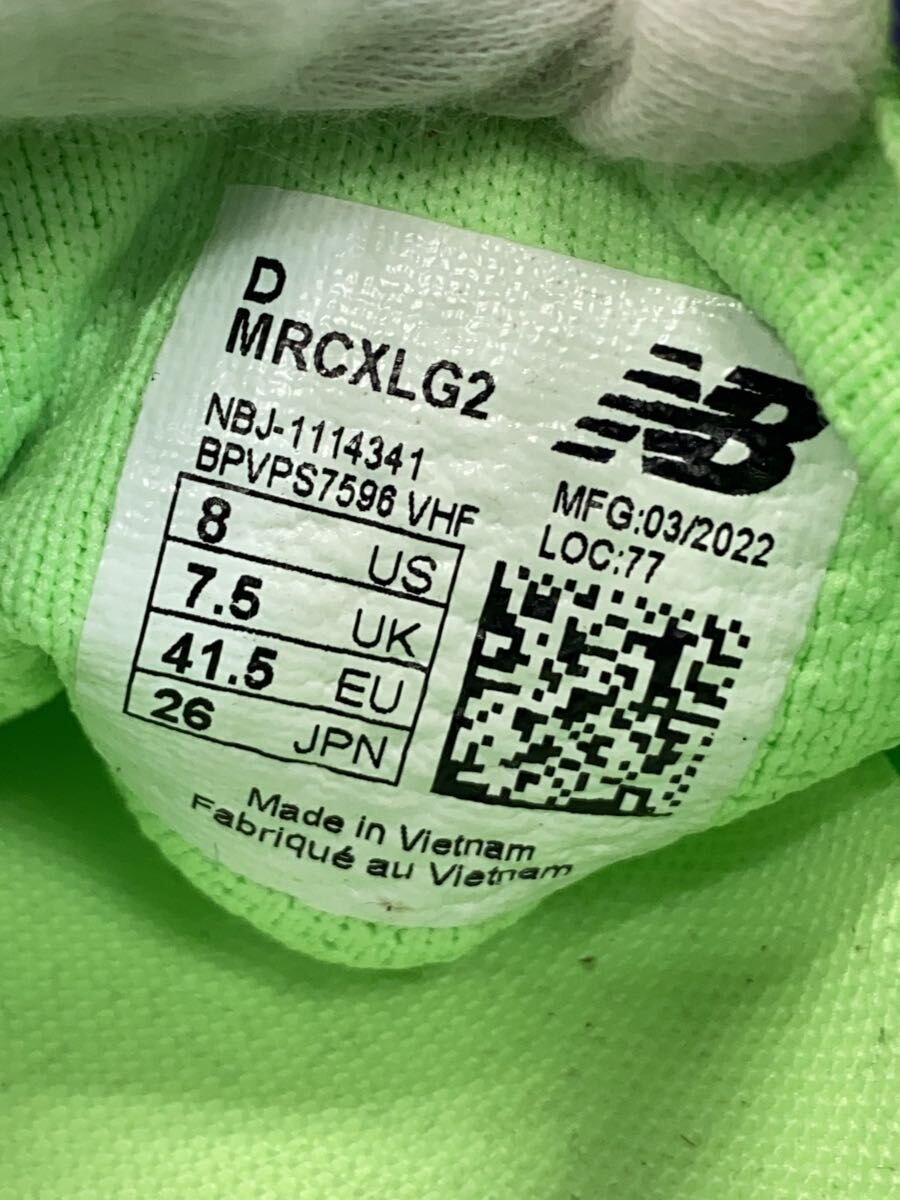 D
MRCXLG2
NBJ-1114341
BPVPS7596 VHF
8 US
7.5 UK
41.5 EU
26 JPN
NB
MFG:03/2022
LOC:77
Made in Vietnam
Fabriqué au Vietnam